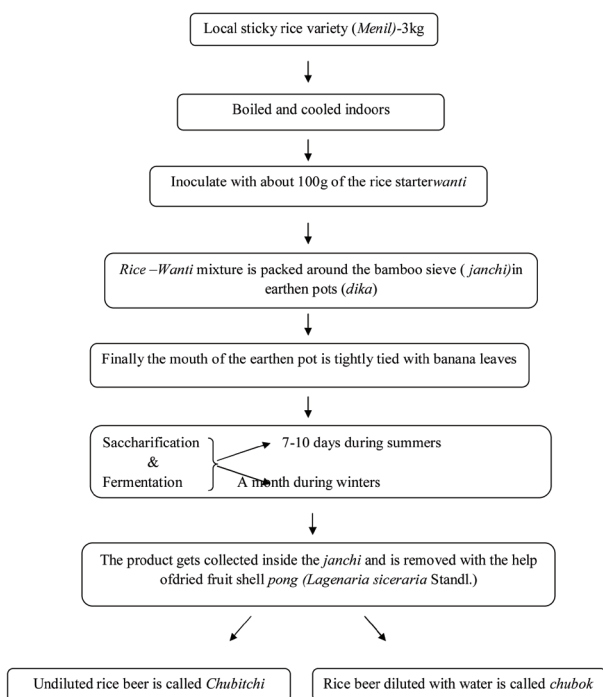 Local sticky rice variety (Menil)-3kg
Boiled and cooled indoors
Inoculate with about 100g of the rice starterwanti
Rice –Wanti mixture is packed around the bamboo sieve ( janchi)in
earthen pots (dika)
Finally the mouth of the earthen pot is tightly tied with banana leaves
Saccharification
&
Fermentation
7-10 days during summers
A month during winters
The product gets collected inside the janchi and is removed with the help
ofdried fruit shell pong (Lagenaria siceraria Standl.)
Undiluted rice beer is called Chubitchi
Rice beer diluted with water is called chubok